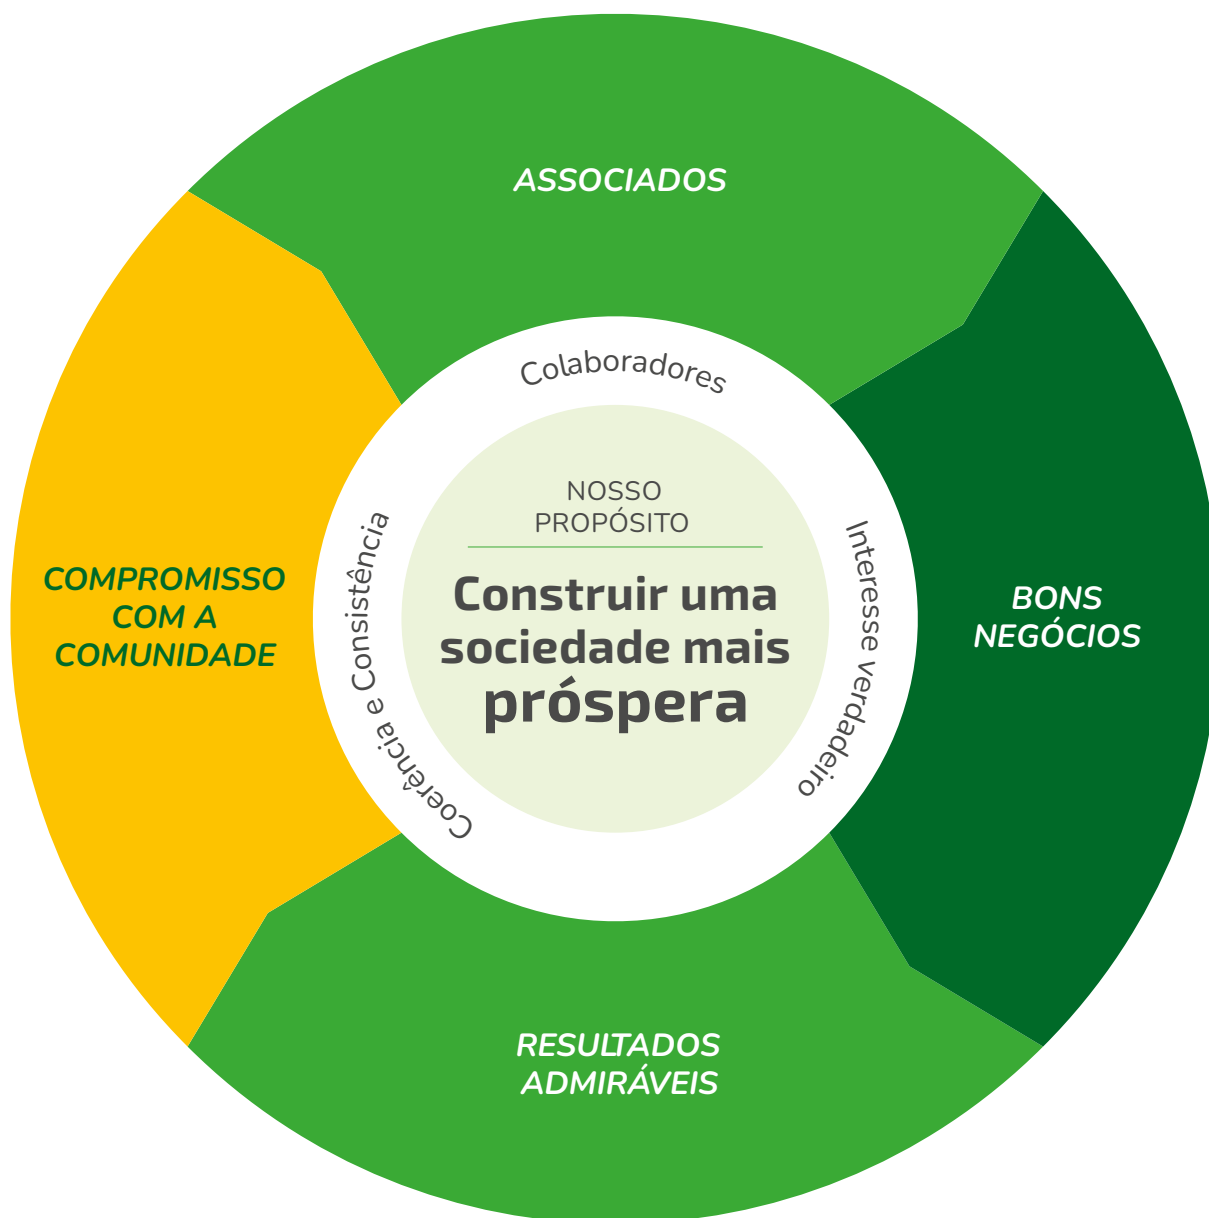 ASSOCIADOS
Colaboradores
NOSSO
PROPÓSITO
Construir uma
sociedade mais
próspera
Coerência e Consistência
Interesse verdadeiro
COMPROMISSO
COM A
COMUNIDADE
BONS
NEGÓCIOS
RESULTADOS
ADMIRÁVEIS